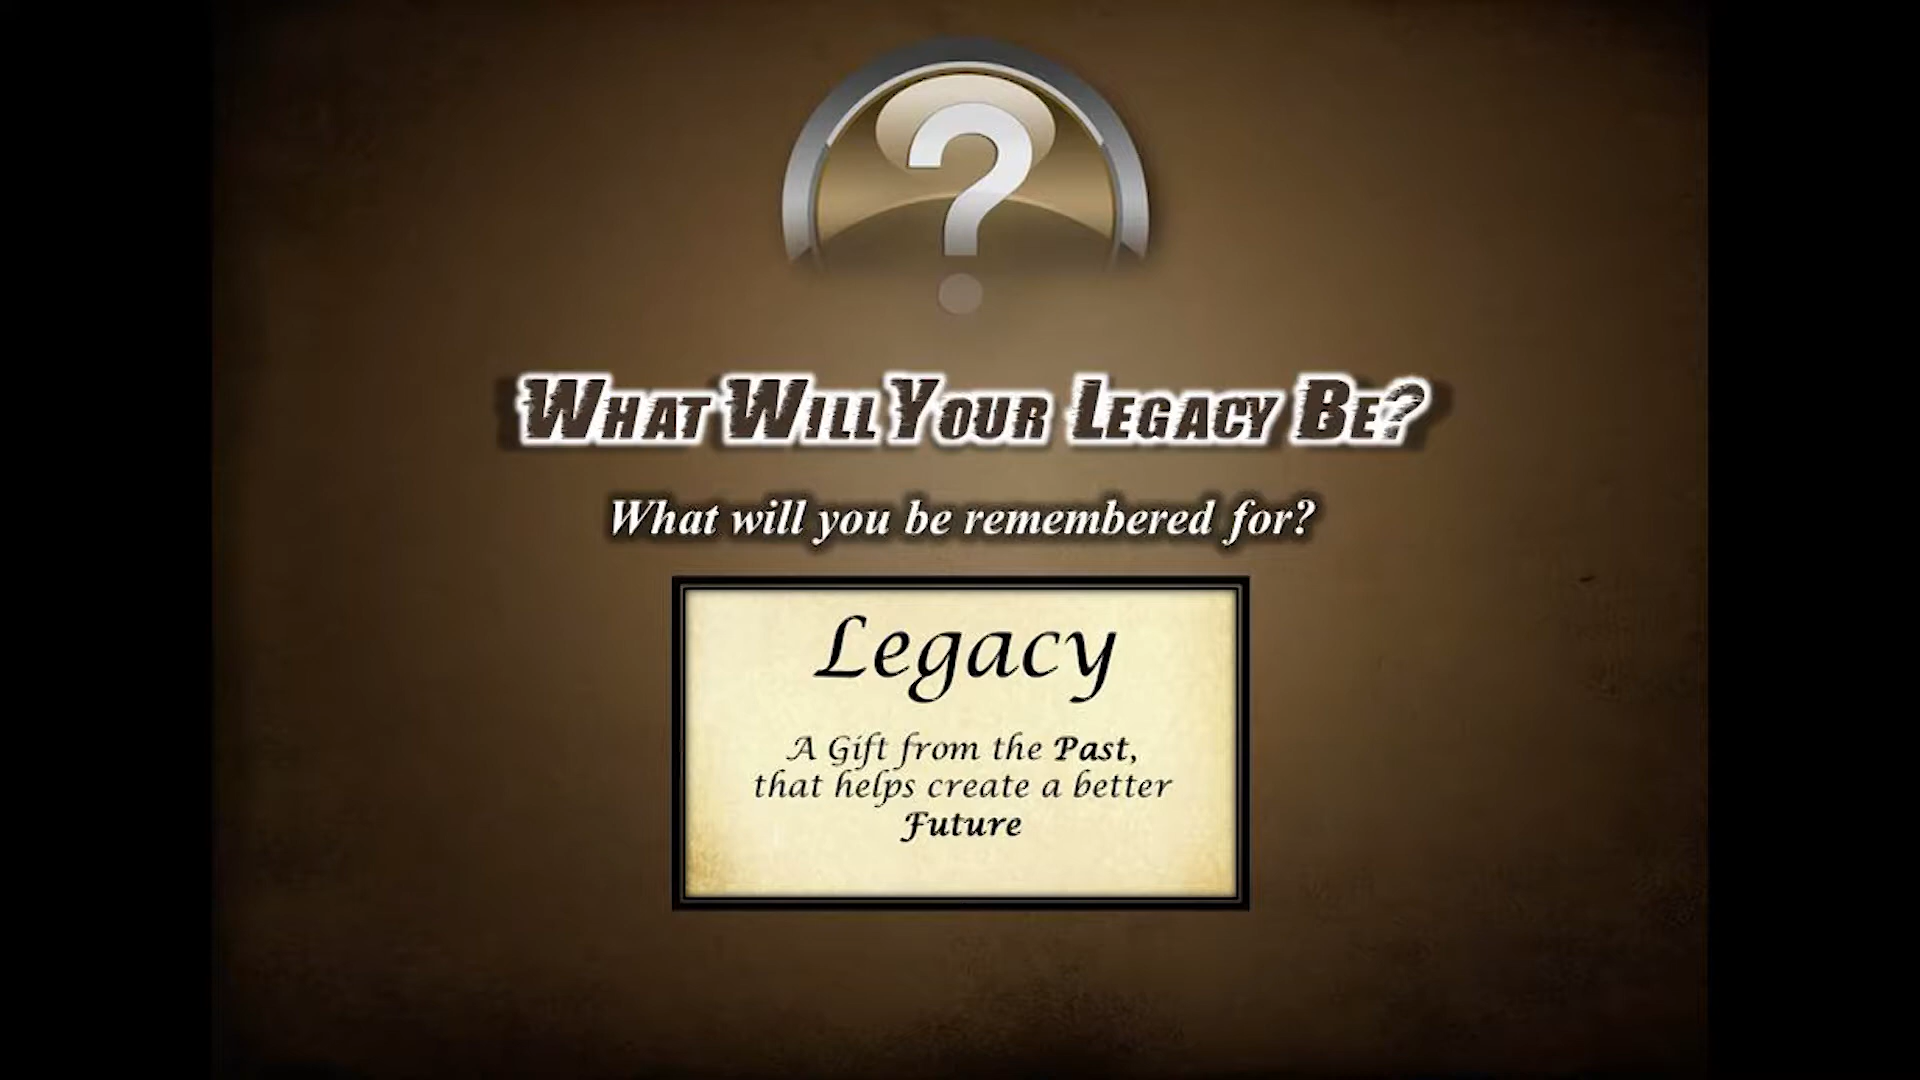 ?
What Will Your Legacy Be?
What will you be remembered for?
Legacy
A Gift from the Past,
that helps create a better
Future